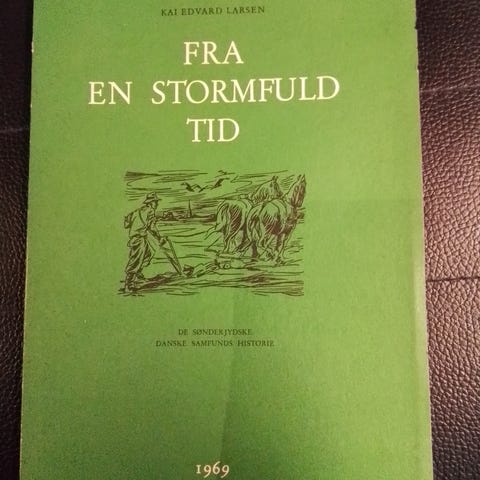 KAI EDVARD LARSEN
FRA
EN STORMFULD
TID
DE SØNDERJYDSKE
DANSKE SAMFUNDS HISTORIE
1969